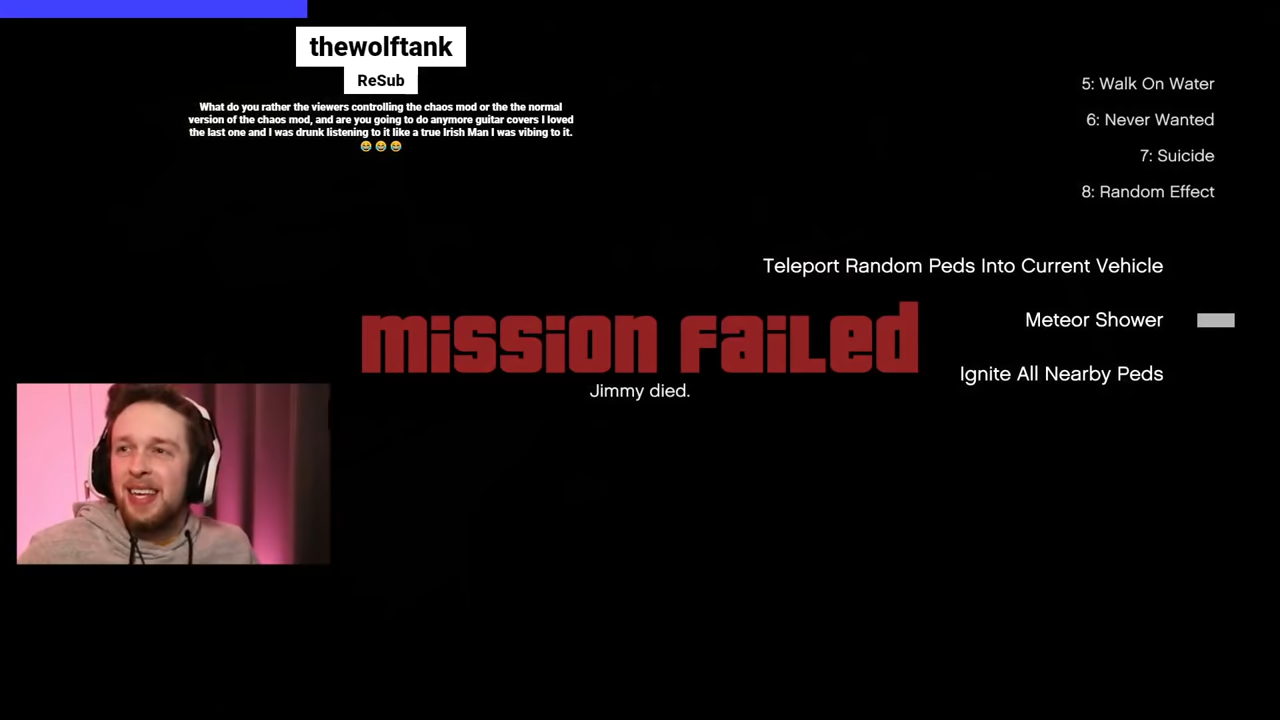 thewolftank
ReSub
What do you rather the viewers controlling the chaos mod or the the normal
version of the chaos mod, and are you going to do anymore guitar covers I loved
the last one and I was drunk listening to it like a true Irish Man I was vibing to it.
😂 😂 😂
5: Walk On Water
6: Never Wanted
7: Suicide
8: Random Effect
Teleport Random Peds Into Current Vehicle
Meteor Shower
Ignite All Nearby Peds
mission failed
Jimmy died.